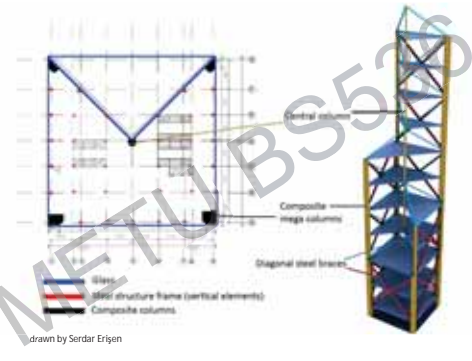 Central column
Composite
mega columns
Diagonal steel braces
Glass
Steel structure frame (vertical elements)
Composite columns
METU BS536
drawn by Serdar Erişen